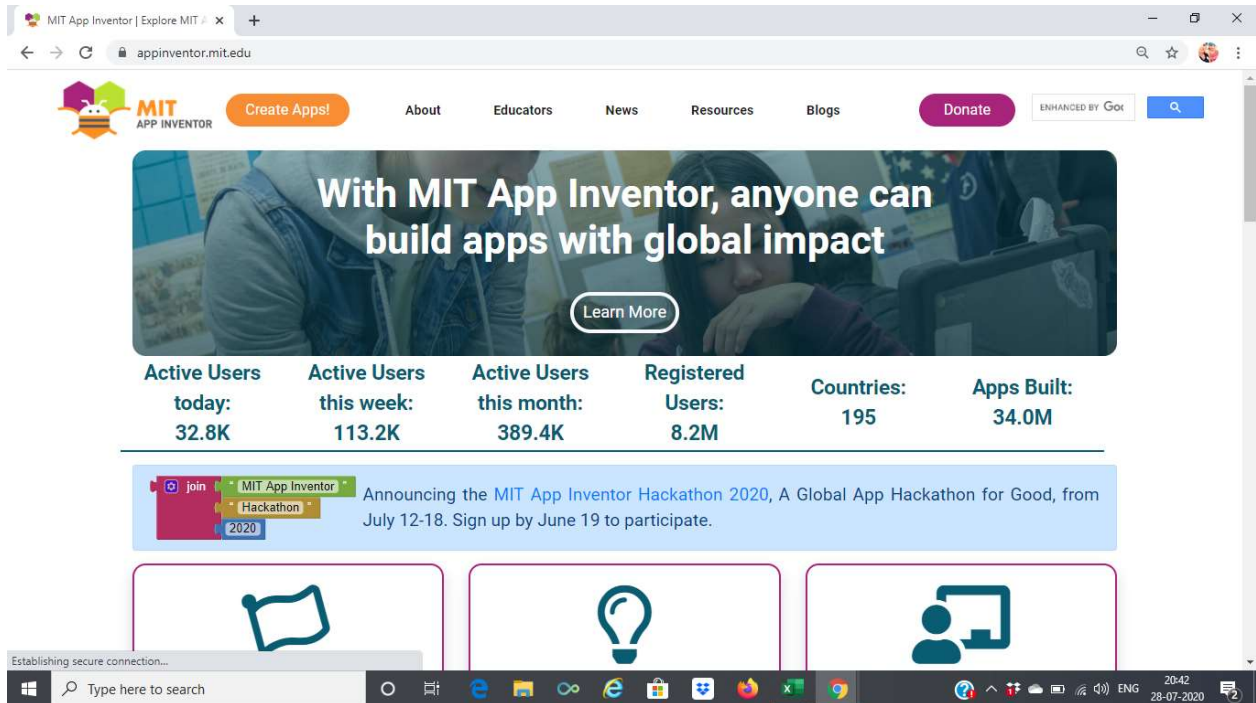 MIT App Inventor | Explore MIT A
appinventor.mit.edu
MIT
APP INVENTOR
Create Apps!
About
Educators
News
Resources
Blogs
Donate
ENHANCED BY Goo
With MIT App Inventor, anyone can
build apps with global impact
Learn More
Active Users
today:
32.8K
Active Users
this week:
113.2K
Active Users
this month:
389.4K
Registered
Users:
8.2M
Countries:
195
Apps Built:
34.0M
join
" MIT App Inventor "
" Hackathon "
2020
Announcing the MIT App Inventor Hackathon 2020, A Global App Hackathon for Good, from
July 12-18. Sign up by June 19 to participate.
Establishing secure connection...
Type here to search
ENG
20:42
28-07-2020
2